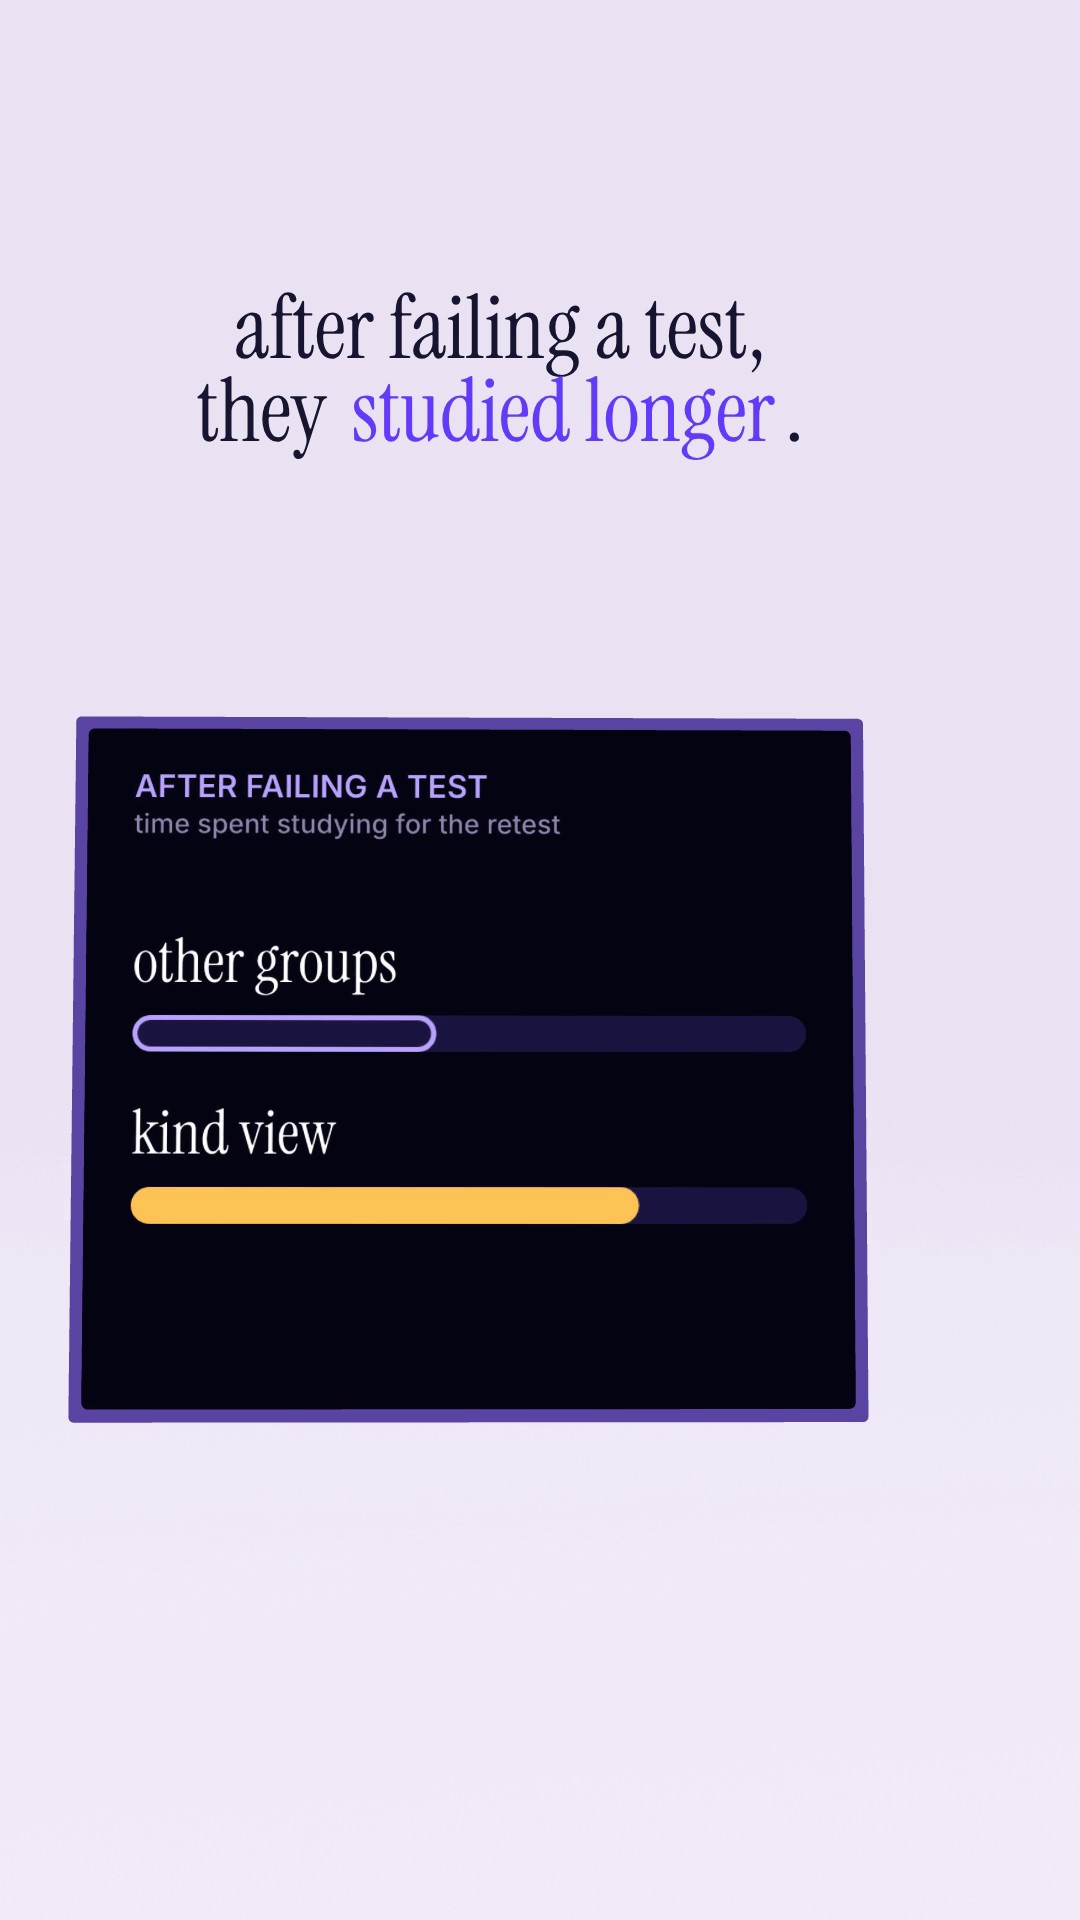 after failing a test,
they studied longer.
AFTER FAILING A TEST
time spent studying for the retest
other groups
kind view